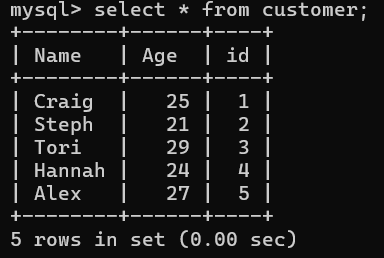 mysql> select * from customer;
+--------+------+----+
| Name   | Age  | id |
+--------+------+----+
| Craig  |   25 |  1 |
| Steph  |   21 |  2 |
| Tori   |   29 |  3 |
| Hannah |   24 |  4 |
| Alex   |   27 |  5 |
+--------+------+----+
5 rows in set (0.00 sec)